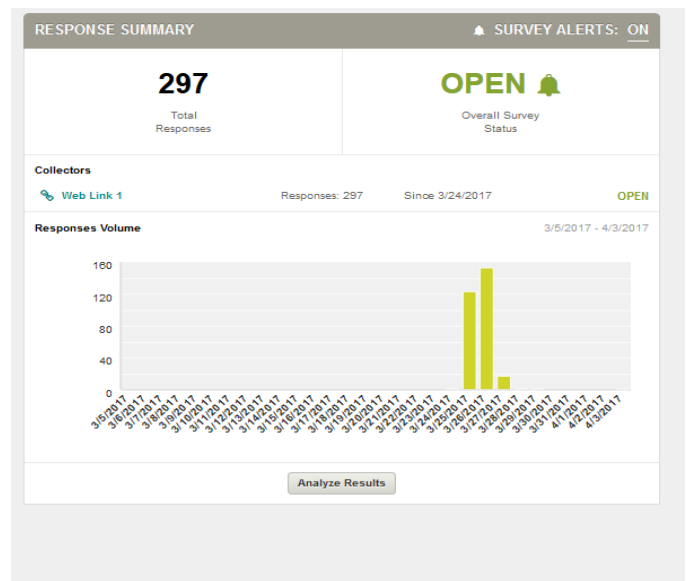 RESPONSE SUMMARY
SURVEY ALERTS: ON
297
Total
Responses
OPEN
Overall Survey
Status
Collectors
Web Link 1 Responses: 297 Since 3/24/2017 OPEN
Responses Volume 3/5/2017 - 4/3/2017
160
120
80
40
0
3/5/2017 3/6/2017 3/7/2017 3/8/2017 3/9/2017 3/10/2017 3/11/2017 3/12/2017 3/13/2017 3/14/2017 3/15/2017 3/16/2017 3/17/2017 3/18/2017 3/19/2017 3/20/2017 3/21/2017 3/22/2017 3/23/2017 3/24/2017 3/25/2017 3/26/2017 3/27/2017 3/28/2017 3/29/2017 3/30/2017 3/31/2017 4/1/2017 4/2/2017 4/3/2017
Analyze Results